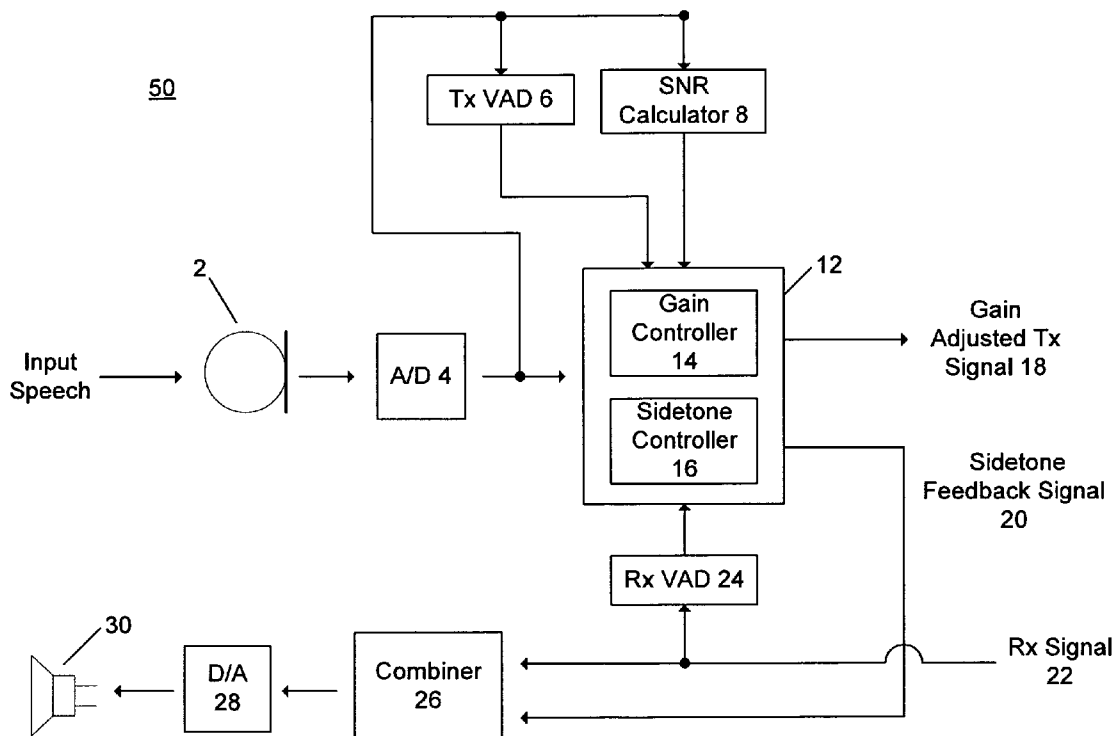 50
Tx VAD 6
SNR
Calculator 8
2
12
Input
Speech
A/D 4
Gain
Controller
14
Sidetone
Controller
16
Gain
Adjusted Tx
Signal 18
Sidetone
Feedback Signal
20
Rx VAD 24
30
D/A
28
Combiner
26
Rx Signal
22